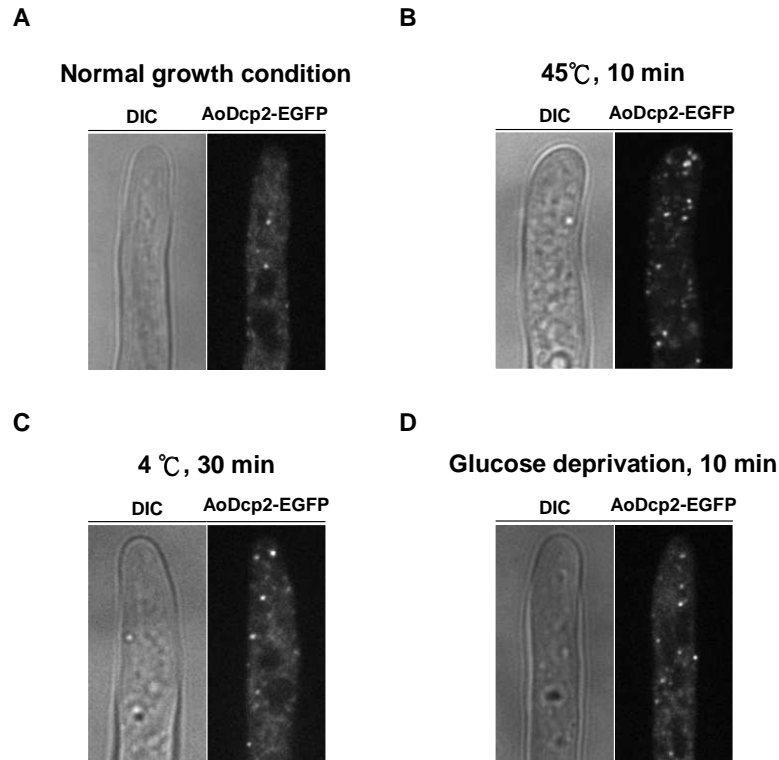 A
Normal growth condition
DIC AoDcp2-EGFP
B
45℃, 10 min
DIC AoDcp2-EGFP
C
4 ℃, 30 min
DIC AoDcp2-EGFP
D
Glucose deprivation, 10 min
DIC AoDcp2-EGFP